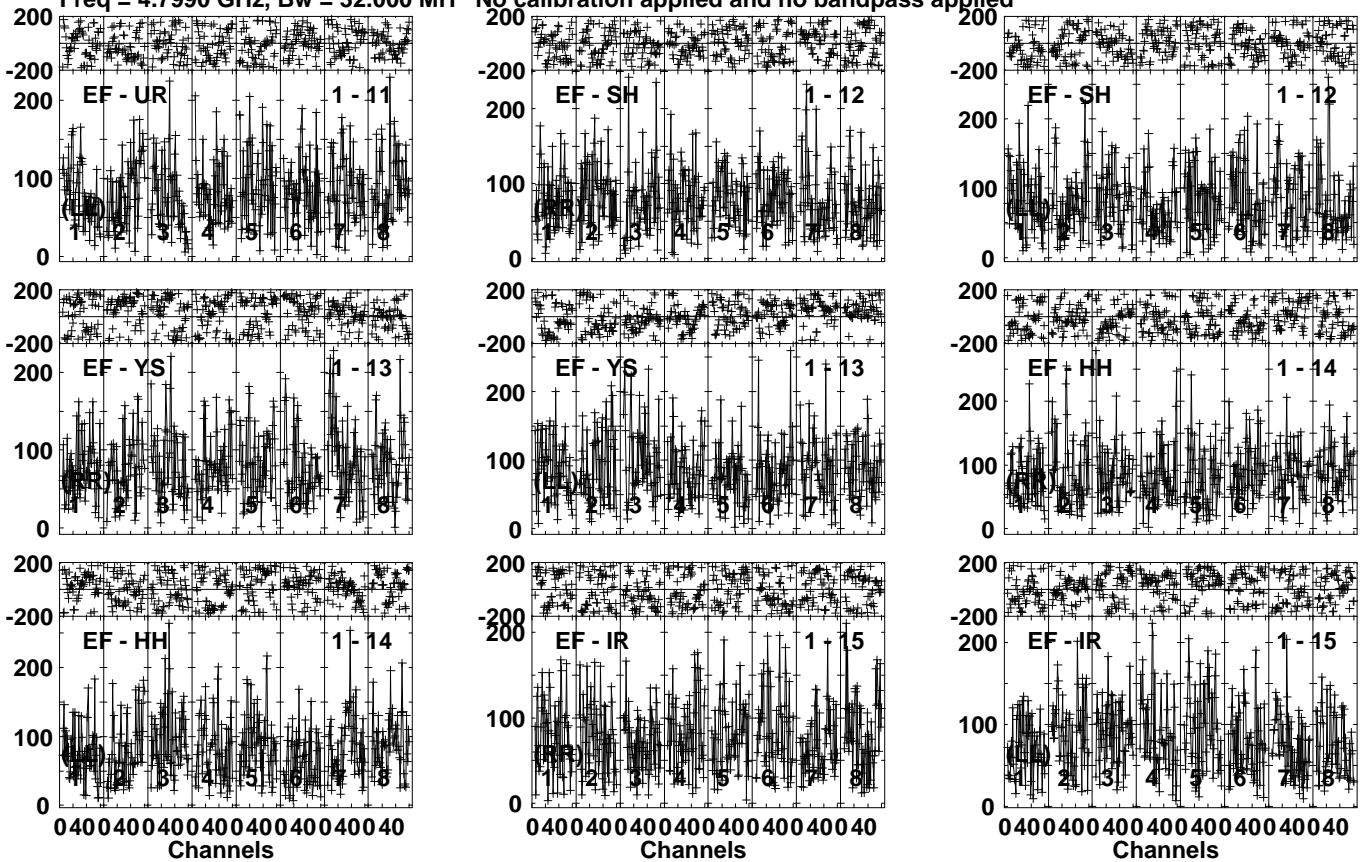 Freq = 4.7990 GHz, Bw = 32.000 MH No calibration applied and no bandpass applied
200 200 200
-200 -200 -200
EF - UR 1 - 11 EF - SH 1 - 12 EF - SH 1 - 12
200 200 200
100 100 100
(LL) (RR) (LL)
1 2 3 4 5 6 7 8 1 2 3 4 5 6 7 8 1 2 3 4 5 6 7 8
0 0 0
200 200 200
-200 -200 -200
EF - YS 1 - 13 EF - YS 1 - 13 EF - HH 1 - 14
200 200 200
100 100 100
(RR) (LL) (RR)
1 2 3 4 5 6 7 8 1 2 3 4 5 6 7 8 1 2 3 4 5 6 7 8
0 0 0
200 200 200
-200 -200 -200
EF - HH 1 - 14 EF - IR 1 - 15 EF - IR 1 - 15
200 200 200
100 100 100
(LL) (RR) (LL)
1 2 3 4 5 6 7 8 1 2 3 4 5 6 7 8 1 2 3 4 5 6 7 8
0 0 0
0 40 0 40 0 40 0 40 0 40 0 40 0 40 0 40 0 40 0 40 0 40 0 40 0 40 0 40 0 40 0 40 0 40 0 40 0 40 0 40 0 40 0 40 0 40 0 40
Channels Channels Channels